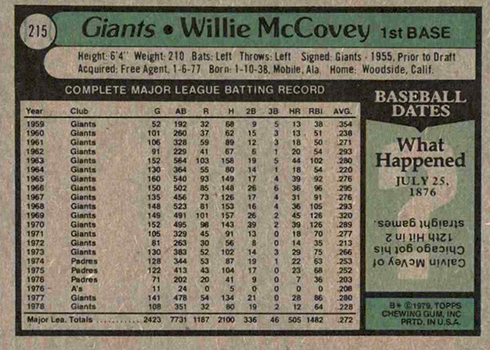 215
Giants • Willie McCovey 1st BASE
Height: 6'4" Weight: 210 Bats: Left Throws: Left Signed: Giants - 1955, Prior to Draft
Acquired: Free Agent, 1-6-77 Born: 1-10-38, Mobile, Ala. Home: Woodside, Calif.
COMPLETE MAJOR LEAGUE BATTING RECORD
Year Club G AB R H 2B 3B HR RBI AVG.
1959 Giants 52 192 32 68 9 5 13 38 .354
1960 Giants 101 260 37 62 15 3 13 51 .238
1961 Giants 106 328 59 89 12 3 18 50 .271
1962 Giants 91 229 41 67 6 1 20 54 .293
1963 Giants 152 564 103 158 19 5 44 102 .280
1964 Giants 130 364 55 80 14 1 18 54 .220
1965 Giants 160 540 93 149 17 4 39 92 .276
1966 Giants 150 502 85 148 26 6 36 96 .295
1967 Giants 135 456 73 126 17 4 31 91 .276
1968 Giants 148 523 81 153 16 4 36 105 .293
1969 Giants 149 491 101 157 26 2 45 126 .320
1970 Giants 152 495 98 143 39 2 39 126 .289
1971 Giants 105 329 45 91 13 0 18 70 .277
1972 Giants 81 263 30 56 8 0 14 35 .213
1973 Giants 130 383 52 102 14 3 29 75 .266
1974 Padres 128 344 53 87 19 1 22 63 .253
1975 Padres 122 413 43 104 17 0 23 68 .252
1976 Padres 71 202 20 41 9 0 7 36 .203
1976 A's 11 24 0 5 0 0 0 0 .208
1977 Giants 141 478 54 134 21 0 28 86 .280
1978 Giants 108 351 32 80 19 2 12 64 .228
Major Lea. Totals 2423 7731 1187 2100 336 46 505 1482 .272
BASEBALL
DATES
What
Happened
JULY 25,
1876
?
Calvin McVey of
Chicago got his
12th Hit in 2
straight games.
B* ©1979, TOPPS
CHEWING GUM, INC
PRTD. IN U.S.A.